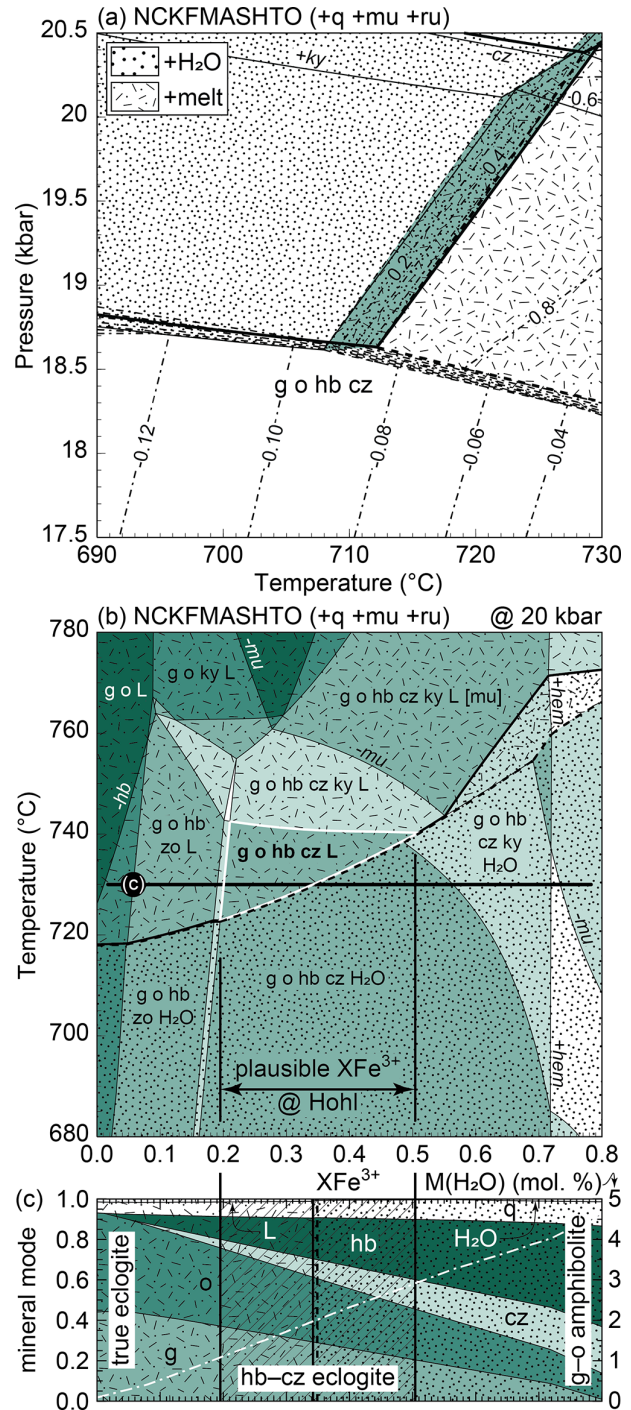 (a) NCKFMASHTO (+q +mu +ru)
20.5
20
19.5
19
18.5
18
17.5
Pressure (kbar)
+H₂O
+melt
+ky
-cz
0.6
0.4
0.2
0.8
g o hb cz
0.12
0.10
0.08
0.06
0.04
690 700 710 720 730
Temperature (°C)
(b) NCKFMASHTO (+q +mu +ru) @ 20 kbar
780
760
740
720
700
680
Temperature (°C)
g o L
g o ky L
-mu
g o hb cz ky L [mu]
+hem
-hb
-mu
g o hb cz ky L
g o hb
zo L
g o hb cz L
g o hb
cz ky
H₂O
c
-mu
g o hb
zo H₂O
g o hb cz H₂O
plausible XFe³⁺
@ Hohl
+hem
0.0 0.1 0.2 0.3 0.4 0.5 0.6 0.7 0.8
XFe³⁺ M(H₂O) (mol. %)
(c)
1.0
0.8
0.6
0.4
0.2
0.0
mineral mode
true eclogite
L
hb
H₂O
q
o
cz
g
hb–cz eclogite
g–o amphibolite
5
4
3
2
1
0